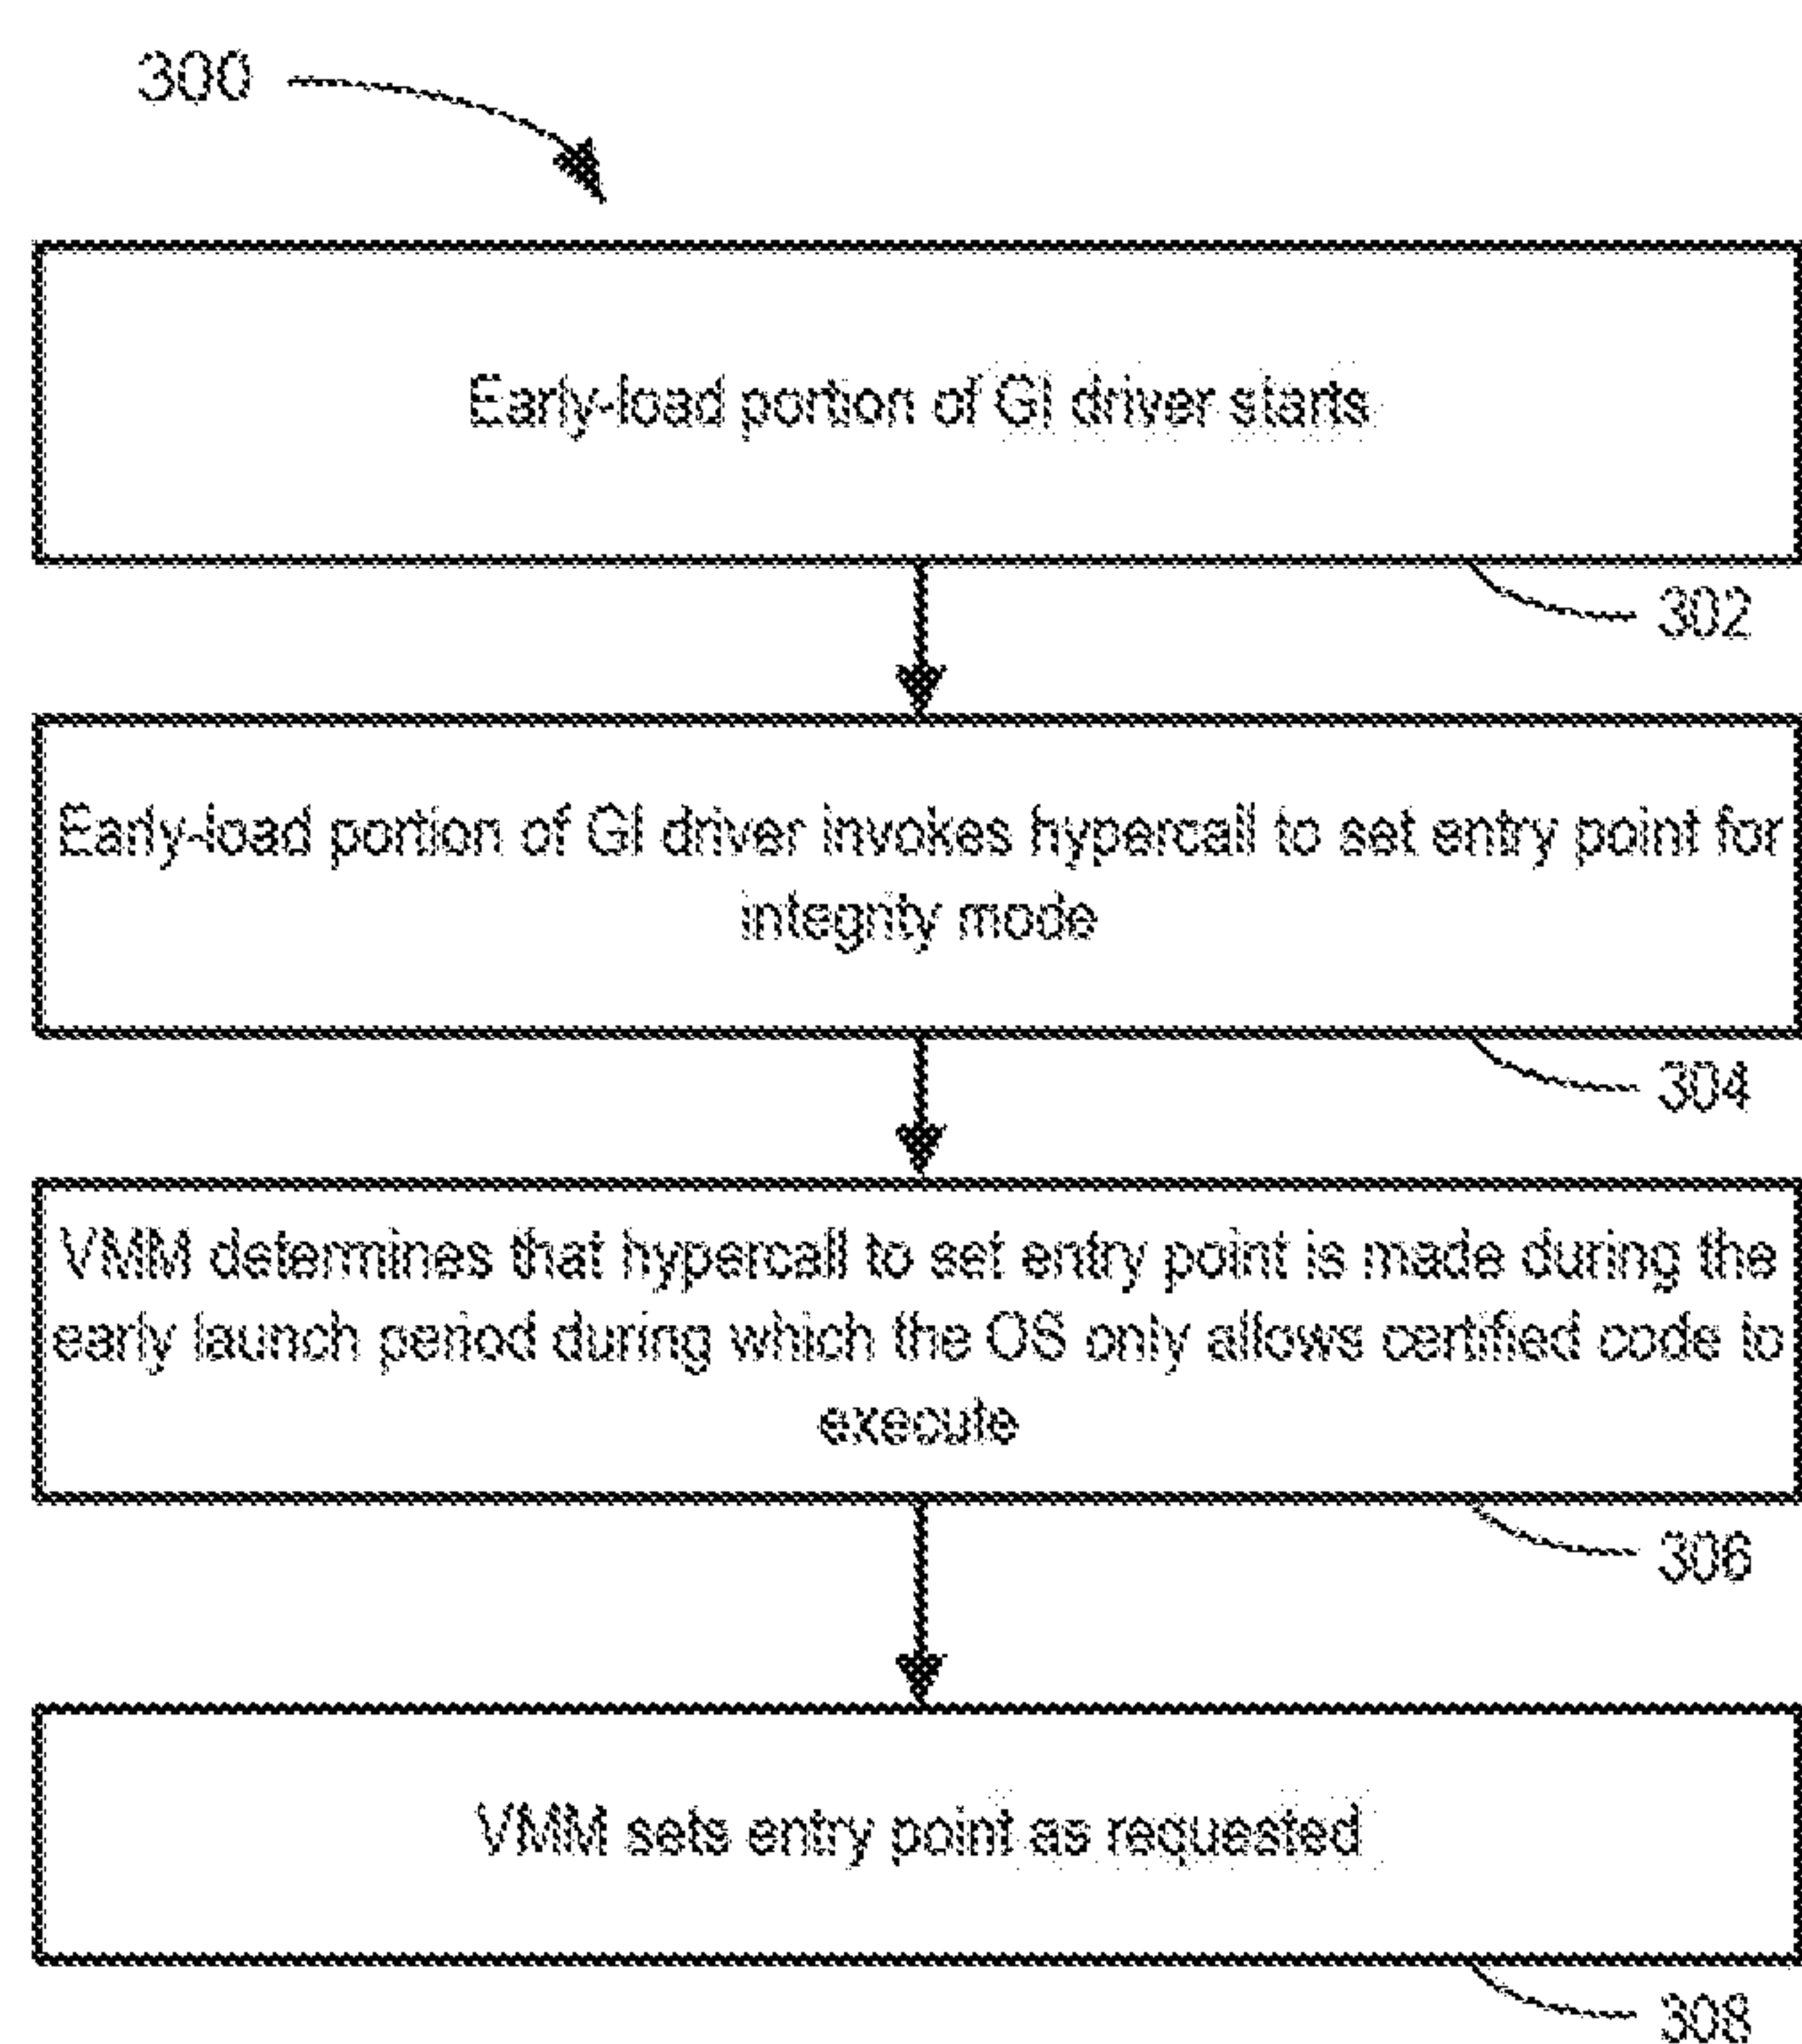 300
Early-load portion of GI driver starts
302
Early-load portion of GI driver invokes hypercall to set entry point for
integrity mode
304
VMM determines that hypercall to set entry point is made during the
early launch period during which the OS only allows certified code to
execute
306
VMM sets entry point as requested
308